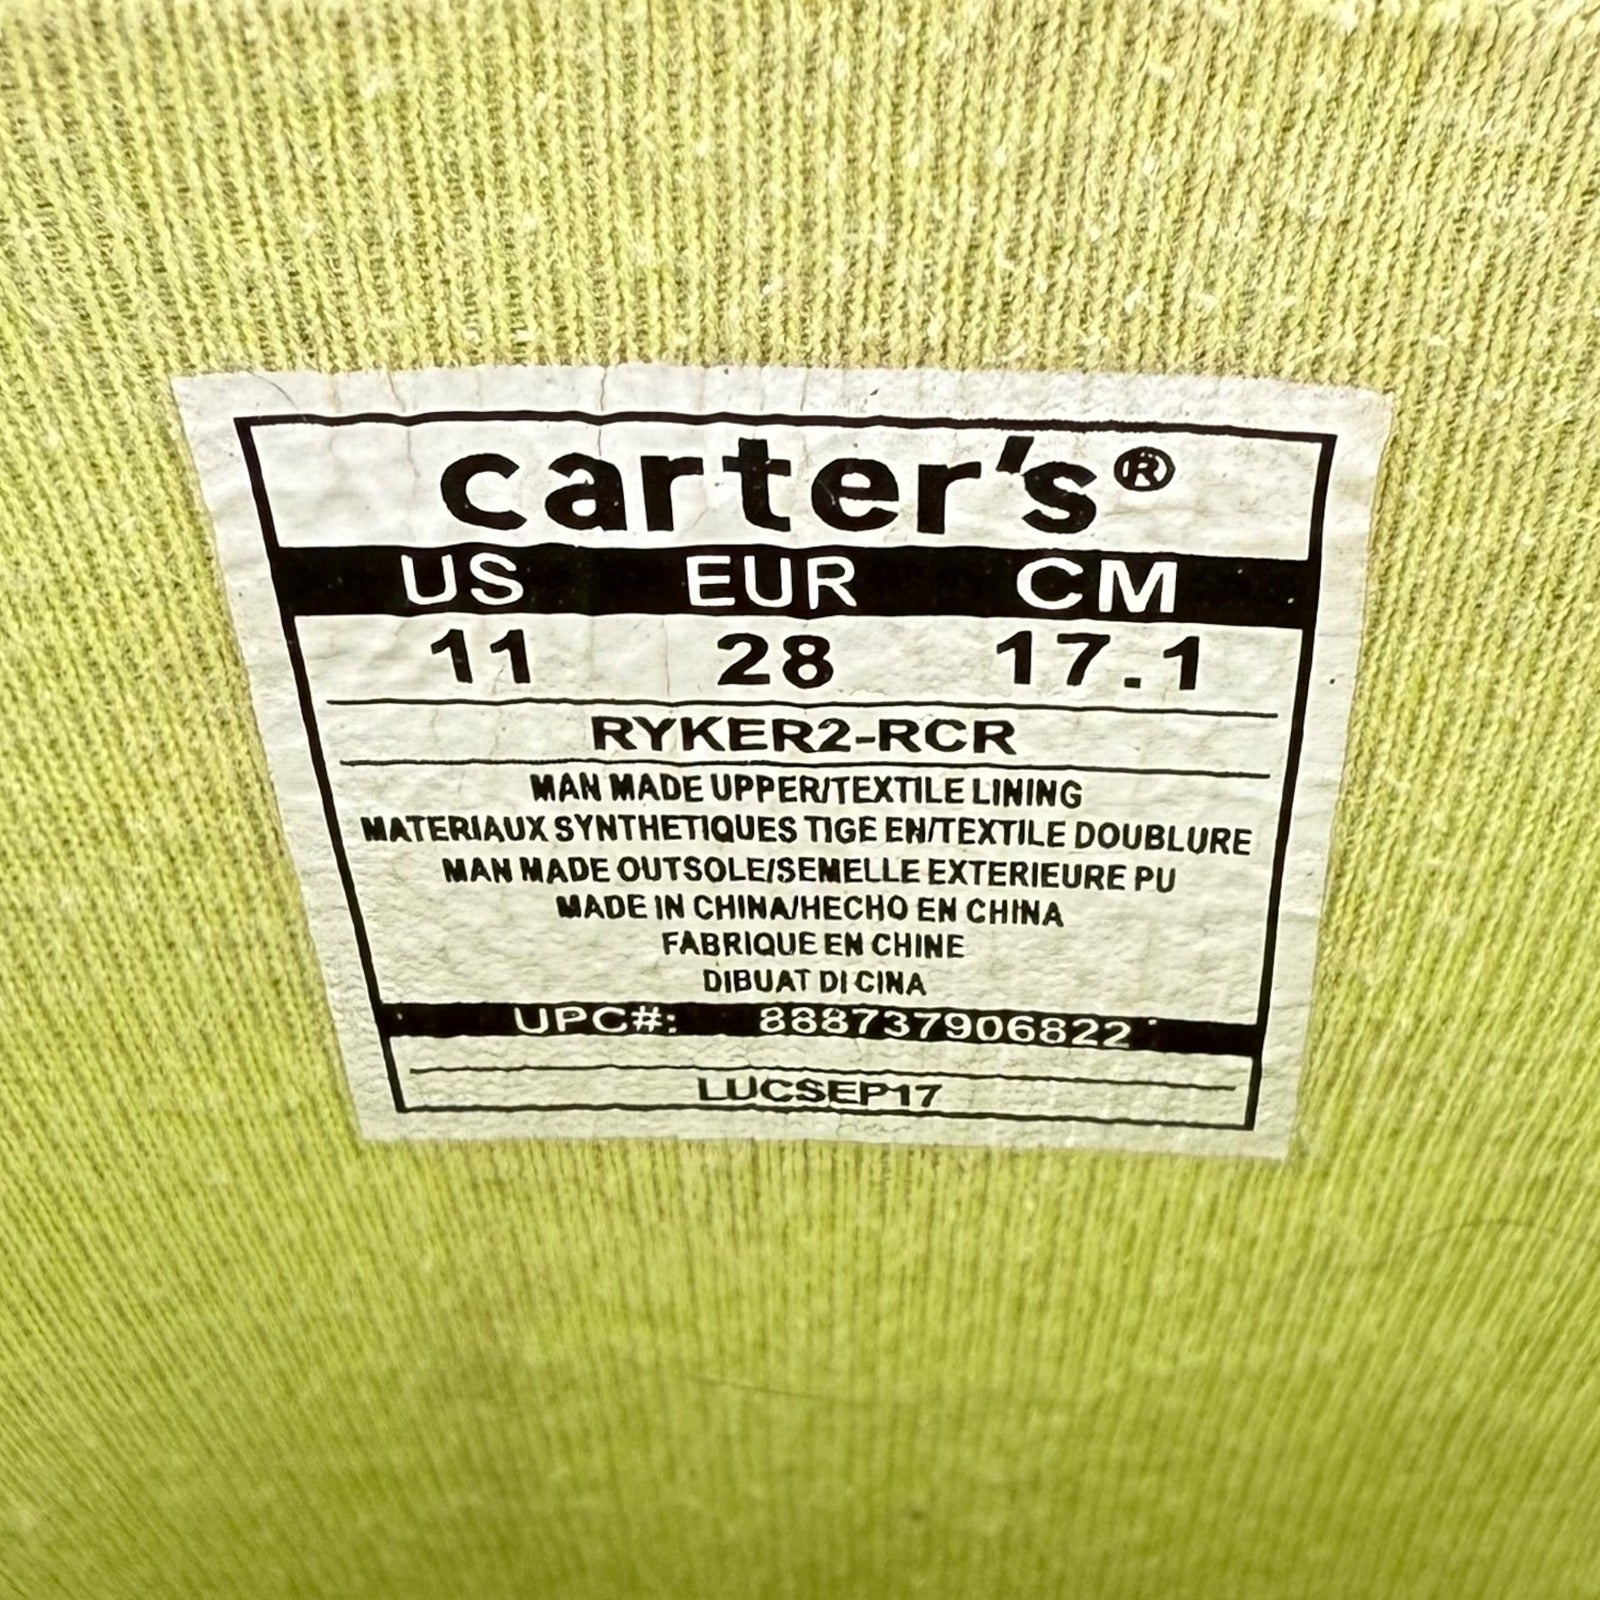 carter's®
US EUR CM
11 28 17.1
RYKER2-RCR
MAN MADE UPPER/TEXTILE LINING
MATERIAUX SYNTHETIQUES TIGE EN/TEXTILE DOUBLURE
MAN MADE OUTSOLE/SEMELLE EXTERIEURE PU
MADE IN CHINA/HECHO EN CHINA
FABRIQUE EN CHINE
DIBUAT DI CINA
UPC#: 888737906822
LUCSEP17